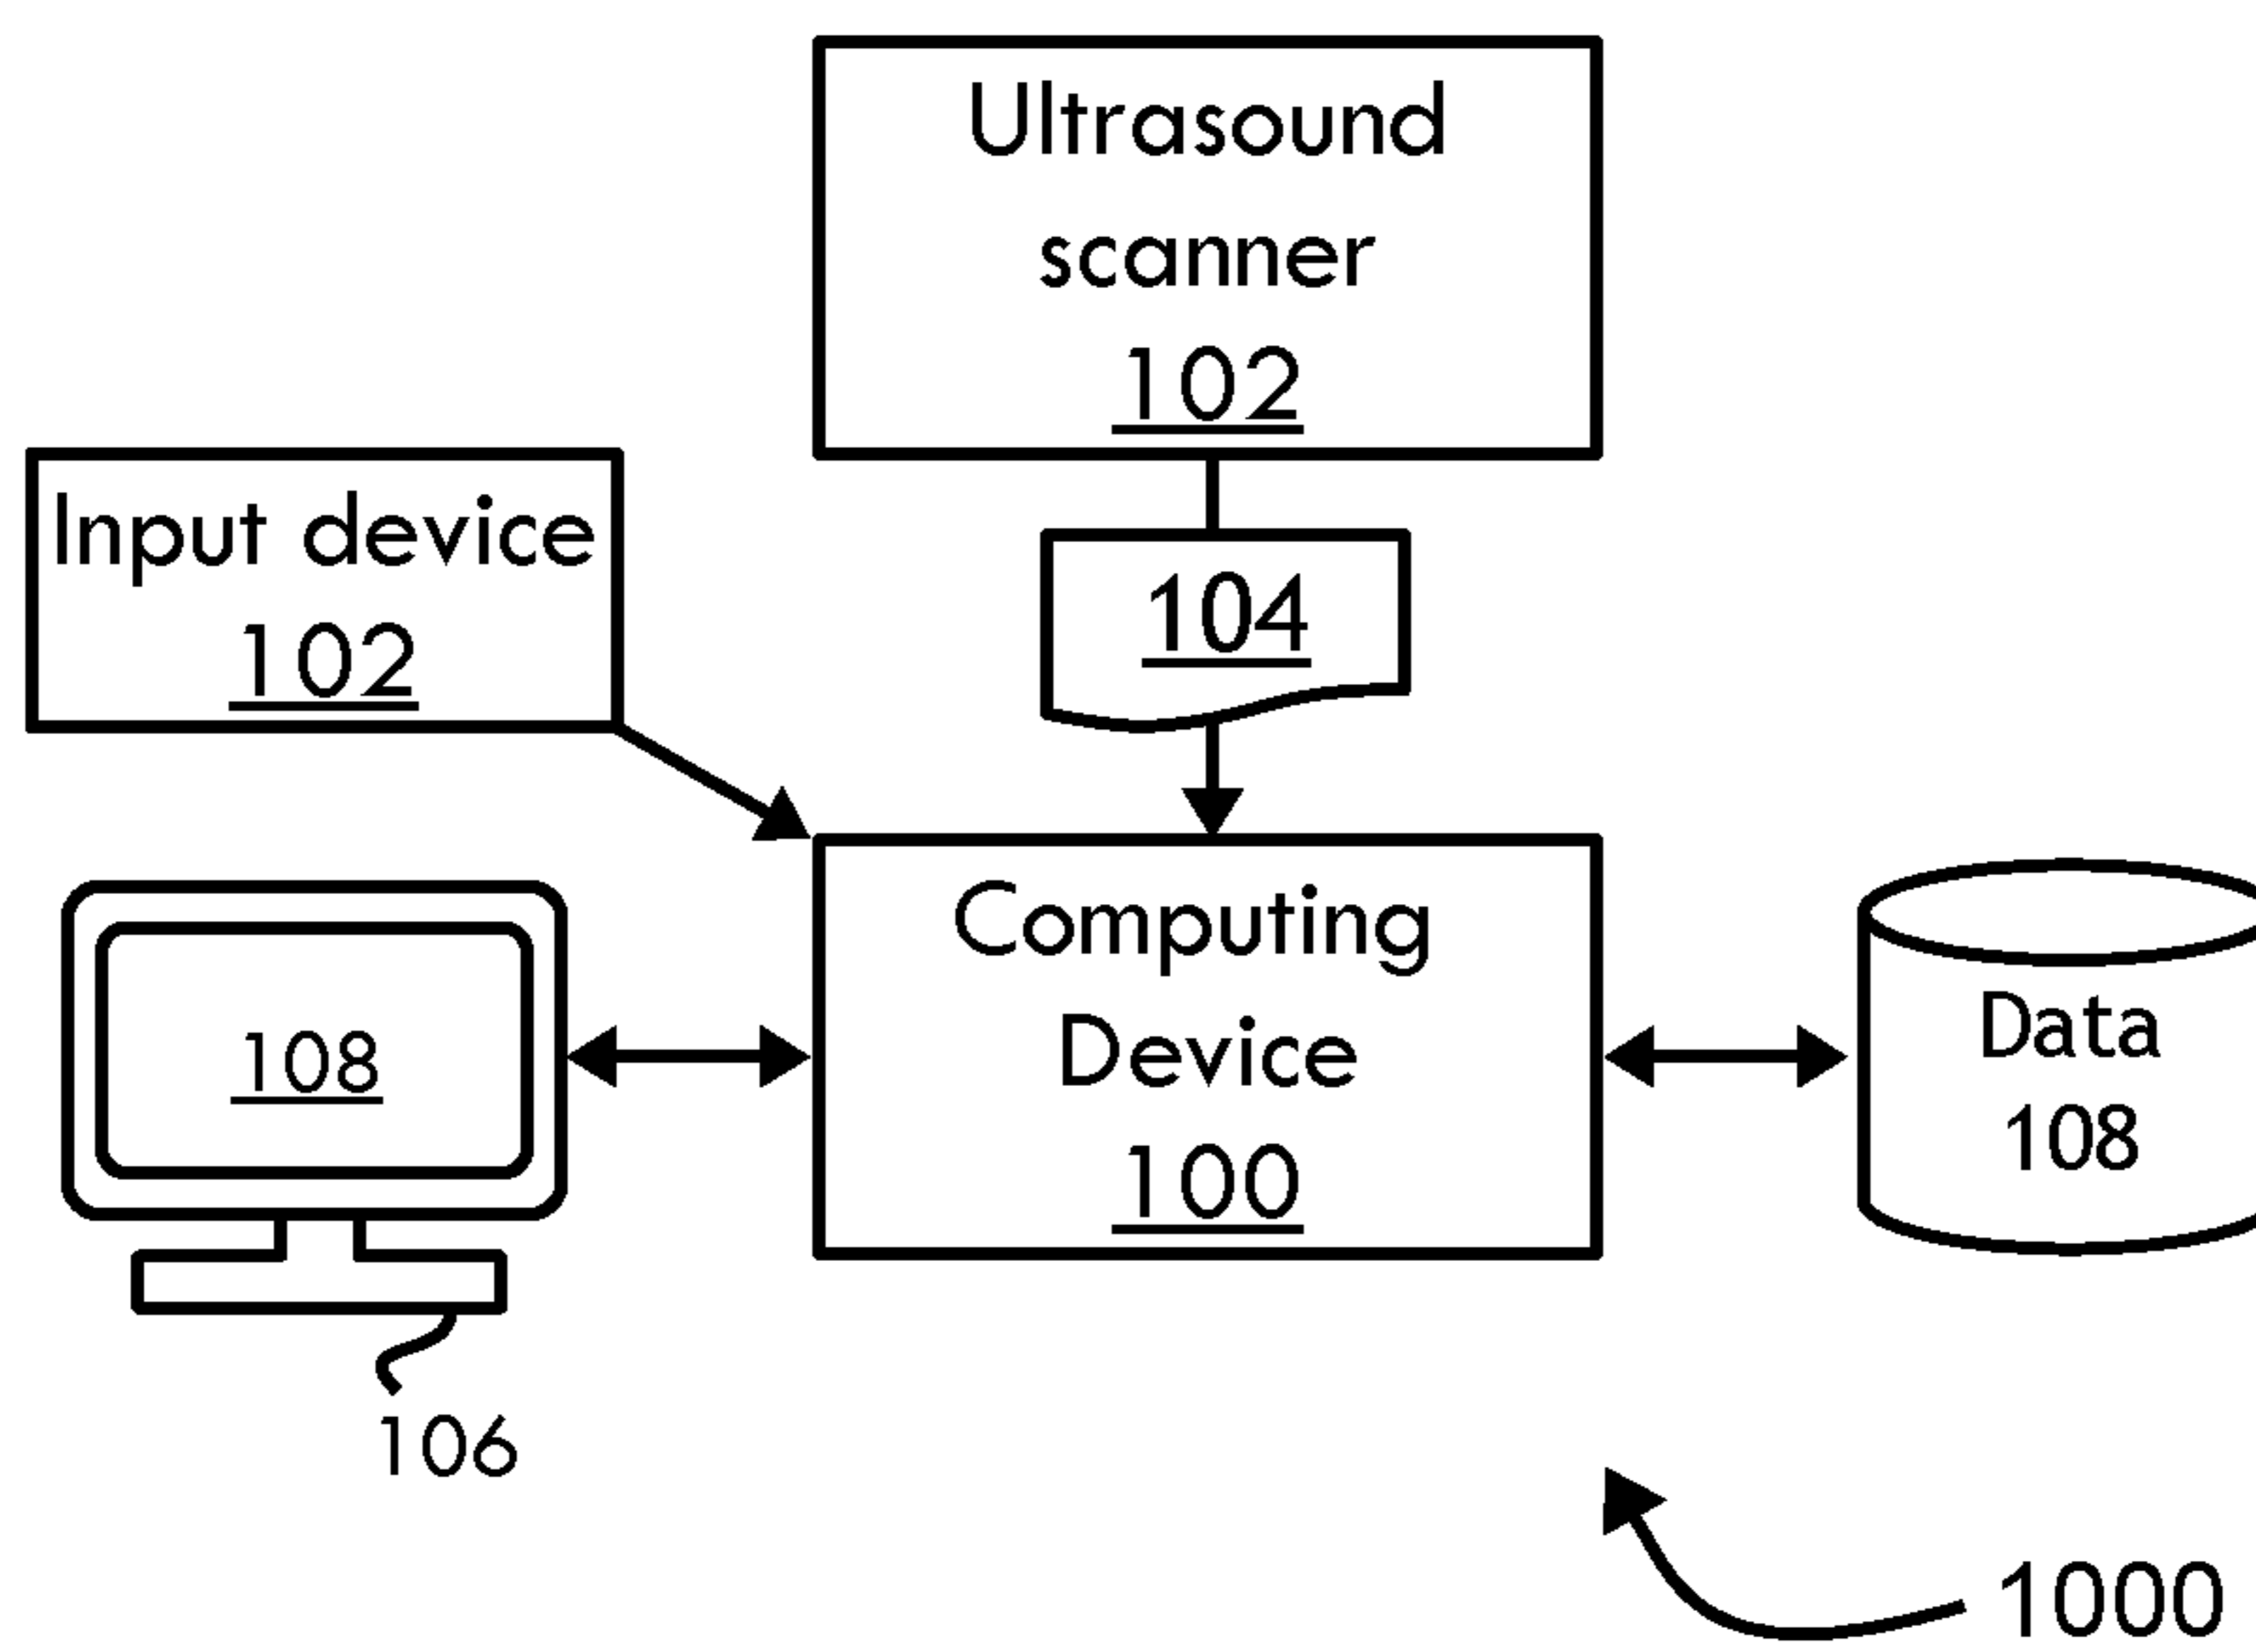 Ultrasound
scanner
102
Input device
102
104
Computing
Device
100
108
Data
108
106
1000